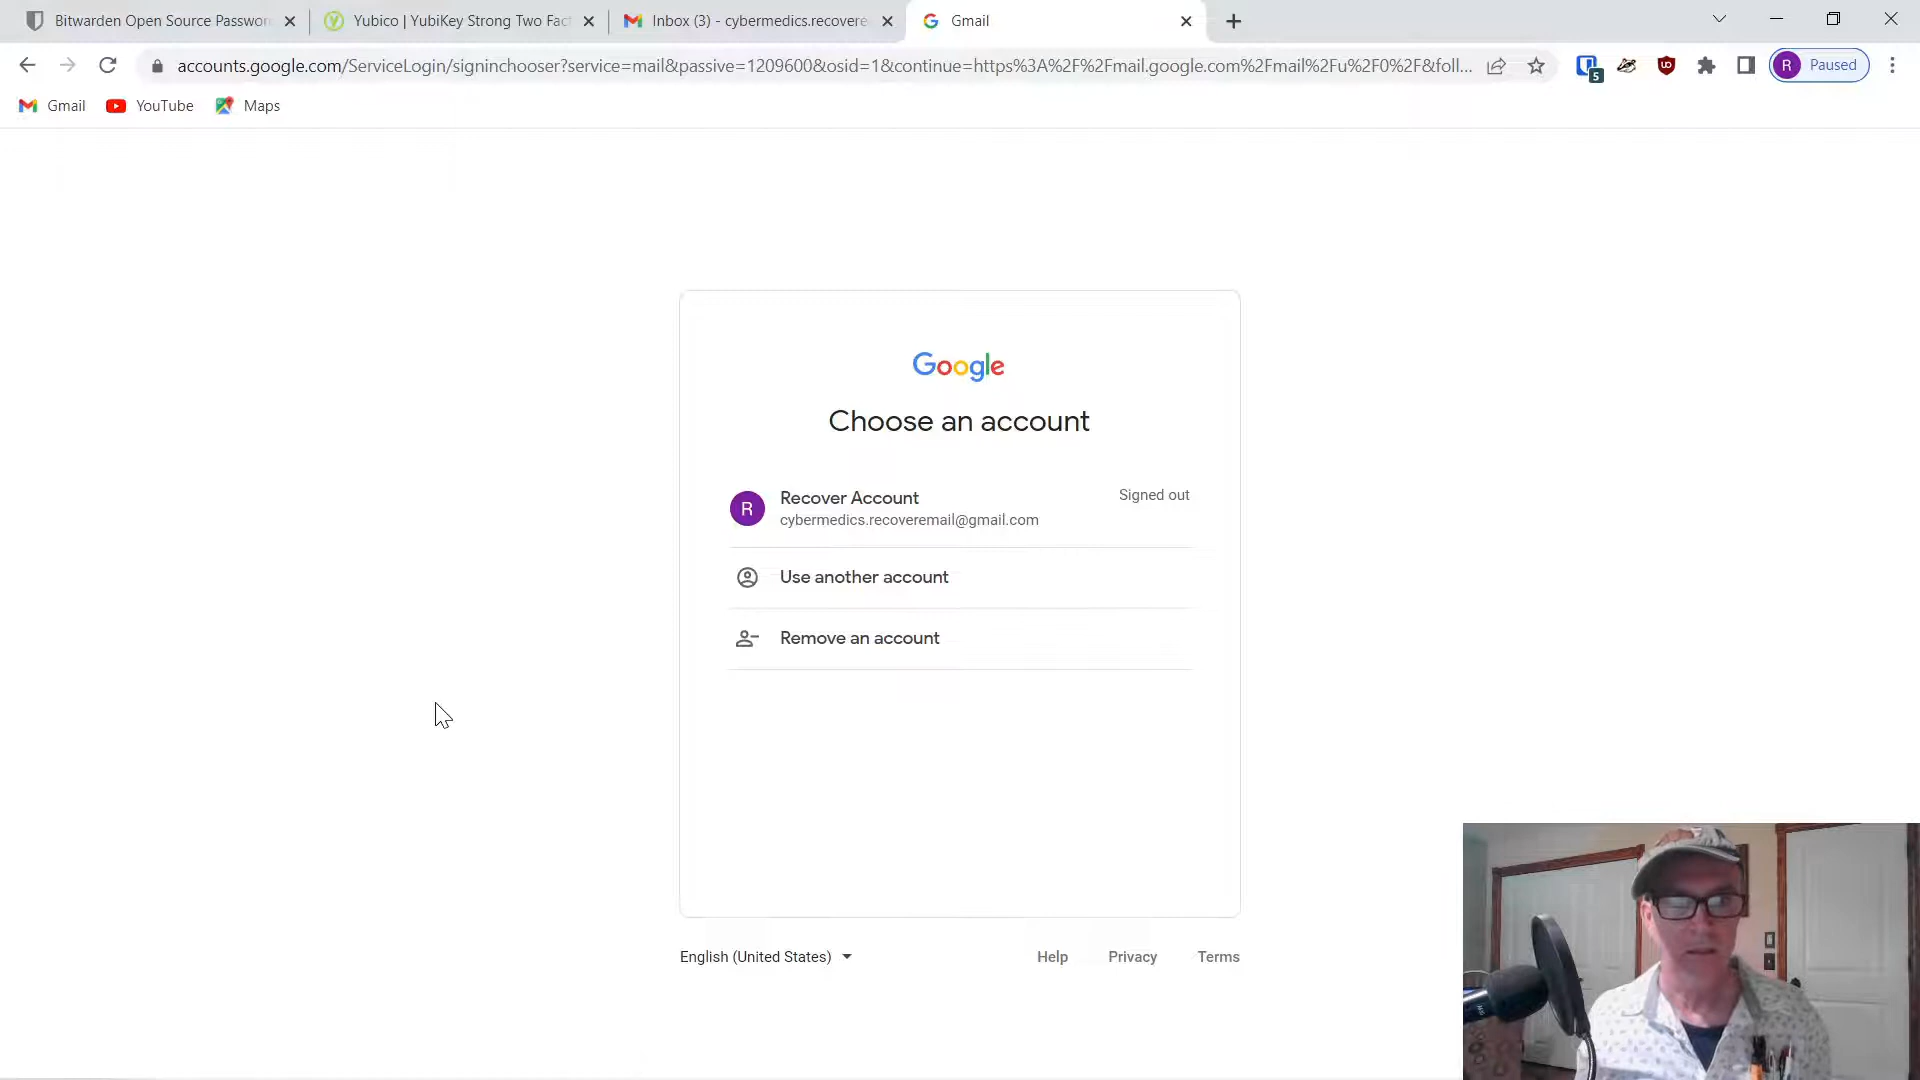 Bitwarden Open Source Passwor
Yubico | YubiKey Strong Two Fact
Inbox (3) - cybermedics.recovere
Gmail
accounts.google.com/ServiceLogin/signinchooser?service=mail&passive=1209600&osid=1&continue=https%3A%2F%2Fmail.google.com%2Fmail%2Fu%2F0%2F&foll...
5
UO
R Paused
Gmail
YouTube
Maps
Google
Choose an account
R
Recover Account
Signed out
cybermedics.recoveremail@gmail.com
Use another account
Remove an account
English (United States)
Help
Privacy
Terms